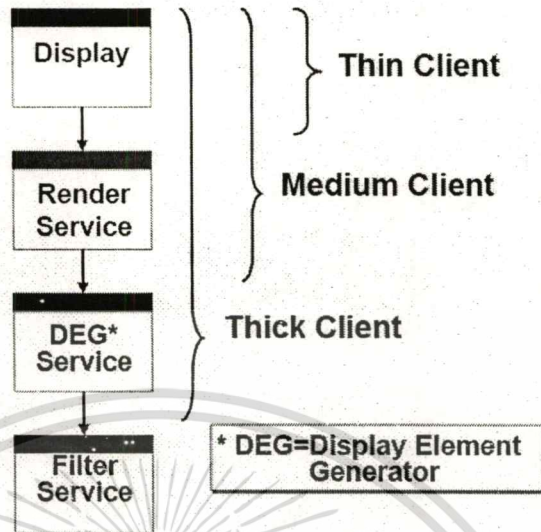 Display
Thin Client
Render
Service
Medium Client
DEG*
Service
Thick Client
Filter
Service
* DEG=Display Element
Generator